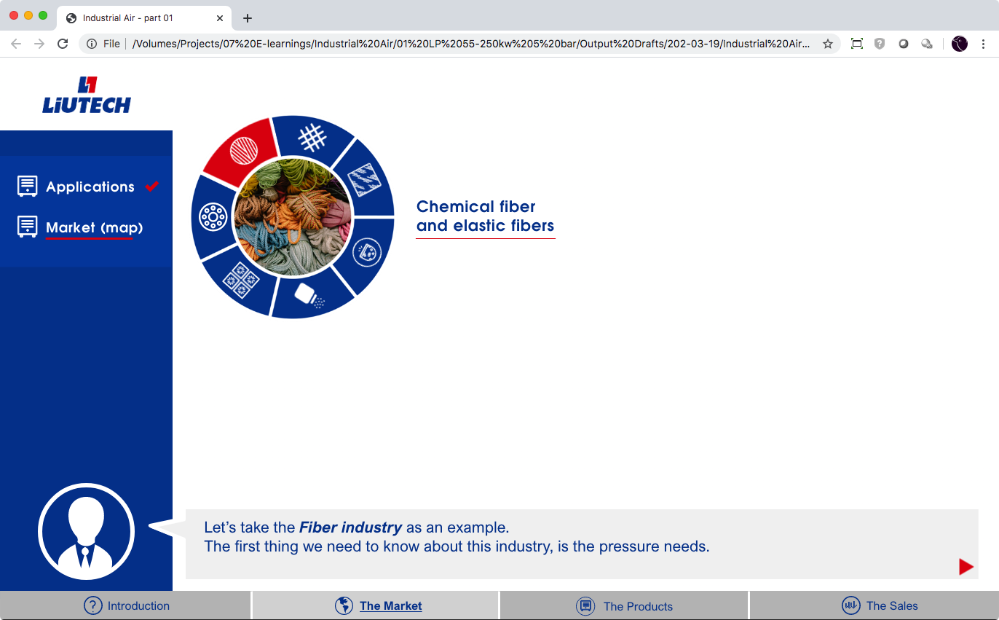 Industrial Air - part 01
File
/Volumes/Projects/07%20E-learnings/Industrial%20Air/01%20LP%2055-250kw%205%20bar/Output%20Drafts/202-03-19/Industrial%20Air...
LiUTECH
Applications
Market (map)
Chemical fiber
and elastic fibers
Let’s take the Fiber industry as an example.
The first thing we need to know about this industry, is the pressure needs.
Introduction
The Market
The Products
The Sales